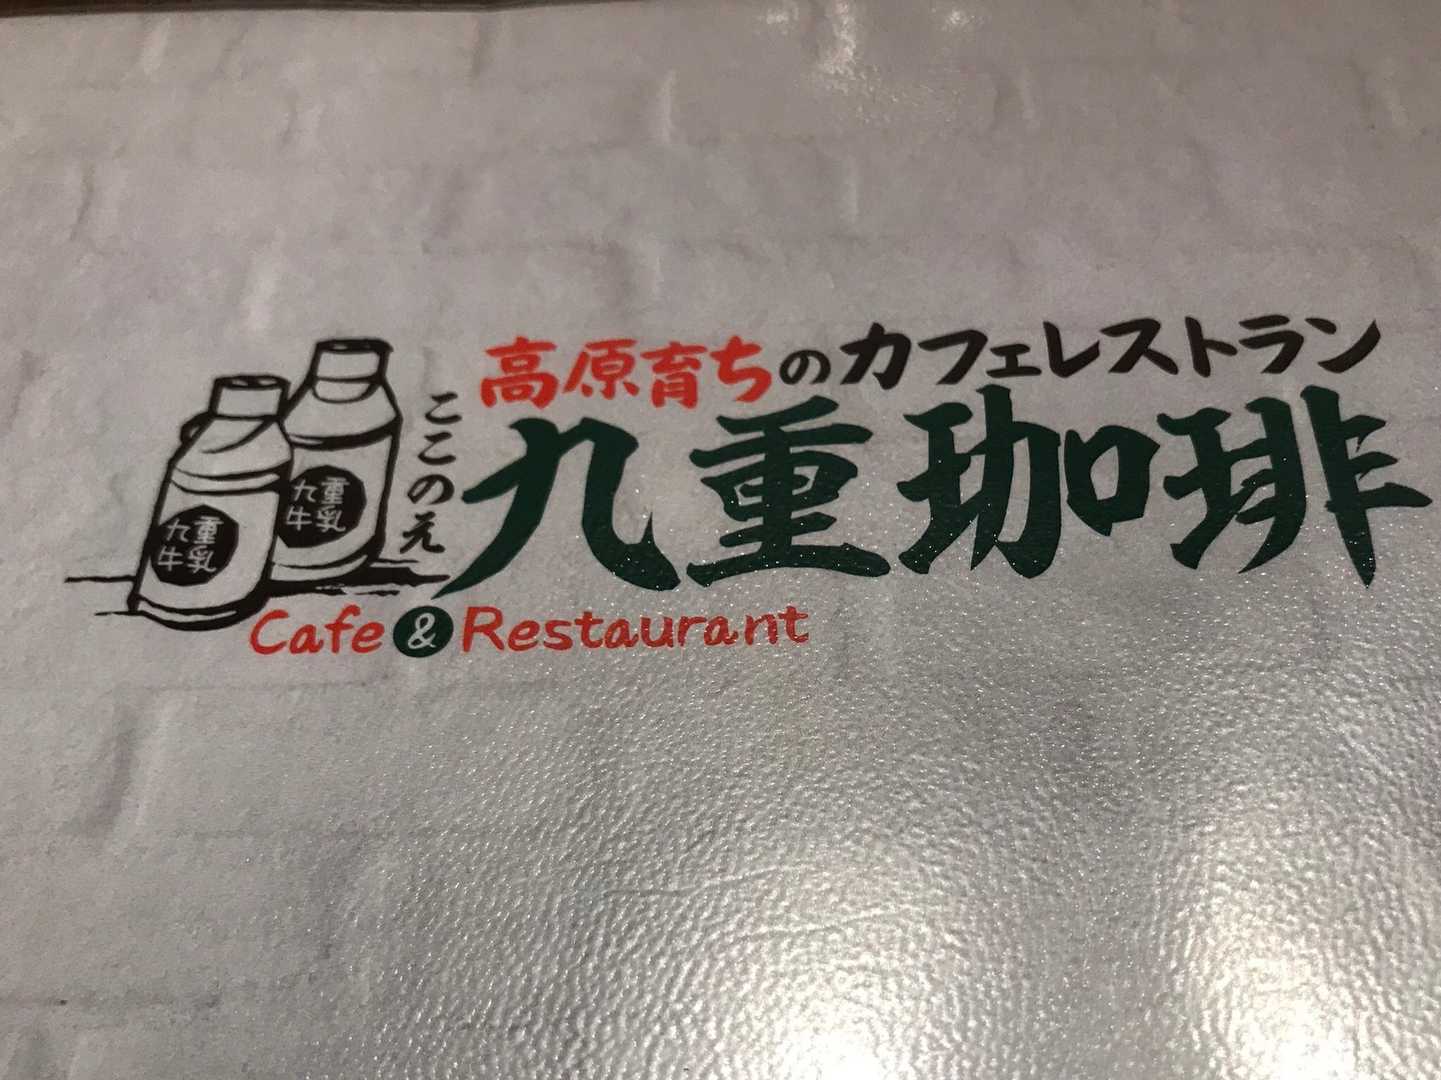 高原育ちのカフェレストラン
ここのえ
九重珈琲
Cafe & Restaurant
九重
牛乳
九重
牛乳